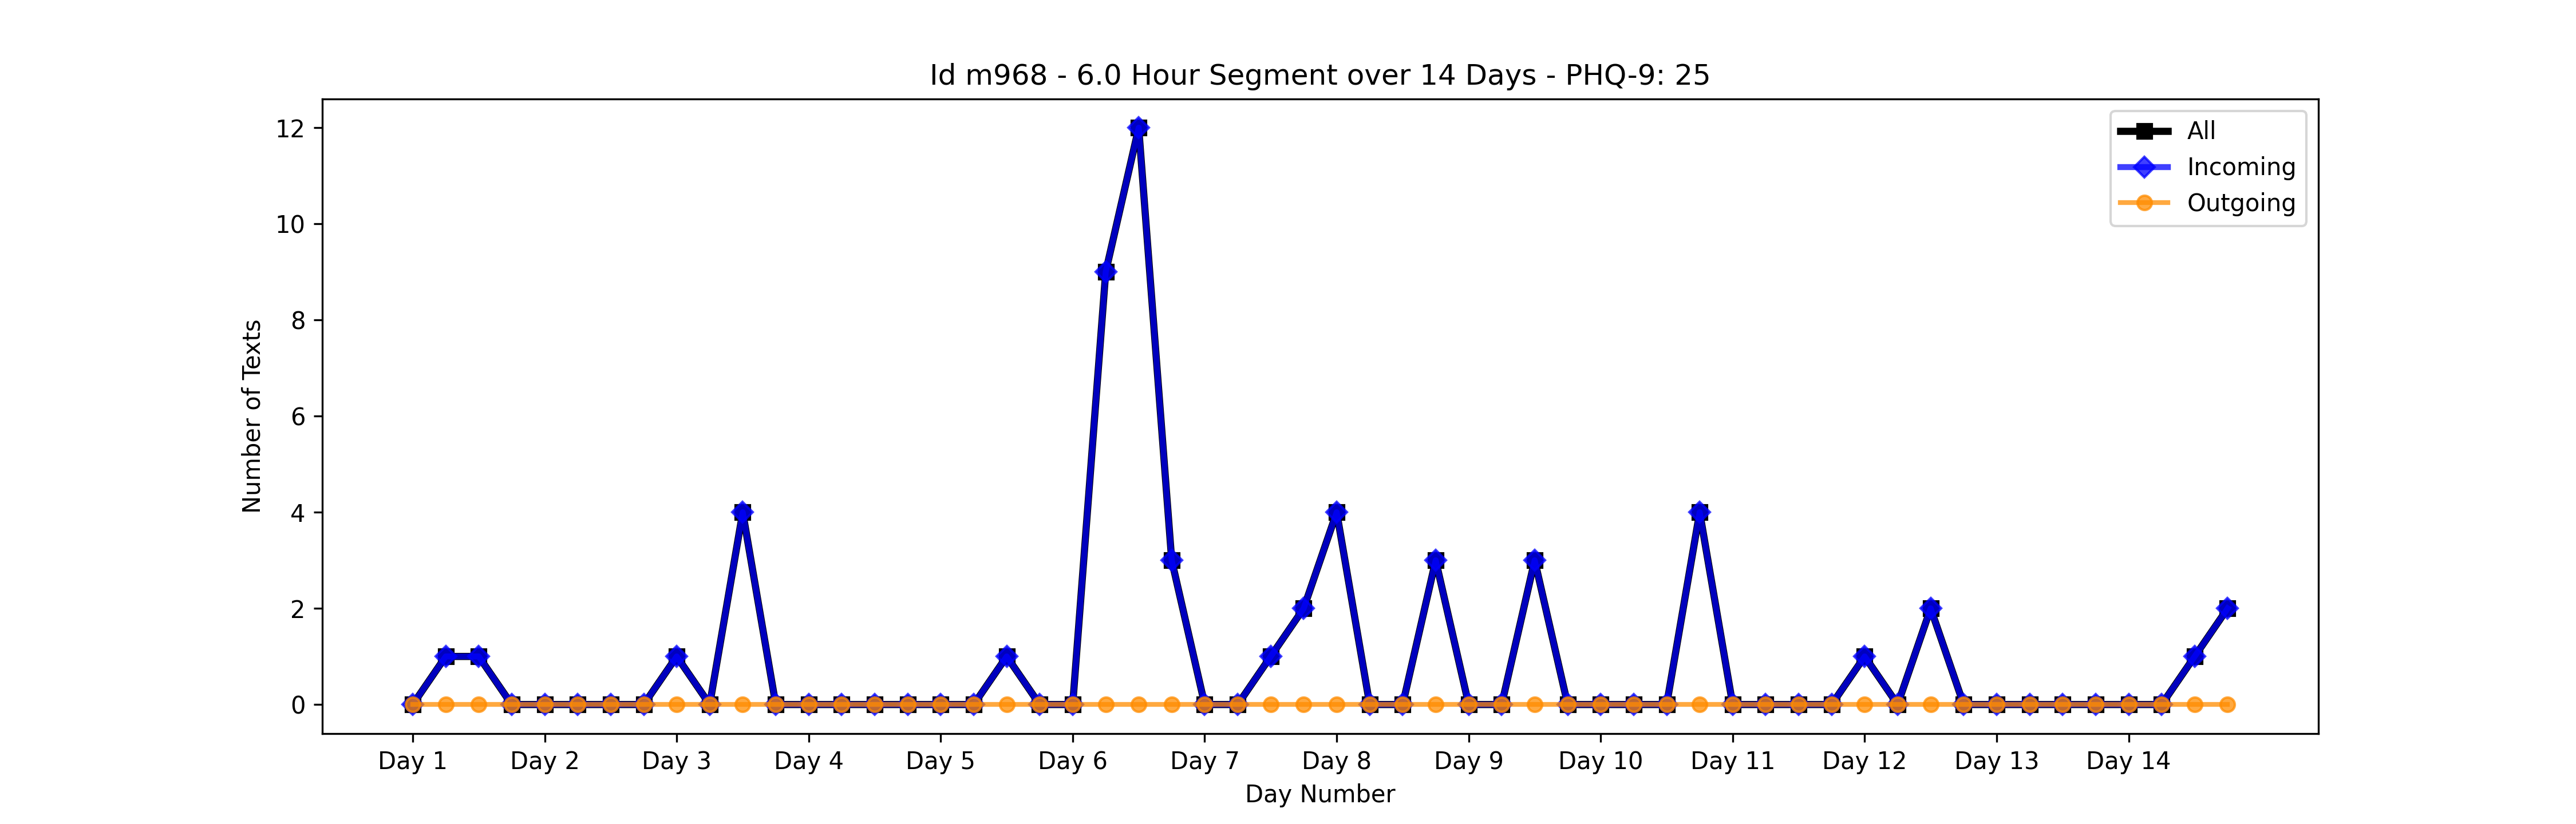 Id m968 - 6.0 Hour Segment over 14 Days - PHQ-9: 25
All
Incoming
Outgoing
Number of Texts
12
10
8
6
4
2
0
Day 1 Day 2 Day 3 Day 4 Day 5 Day 6 Day 7 Day 8 Day 9 Day 10 Day 11 Day 12 Day 13 Day 14
Day Number